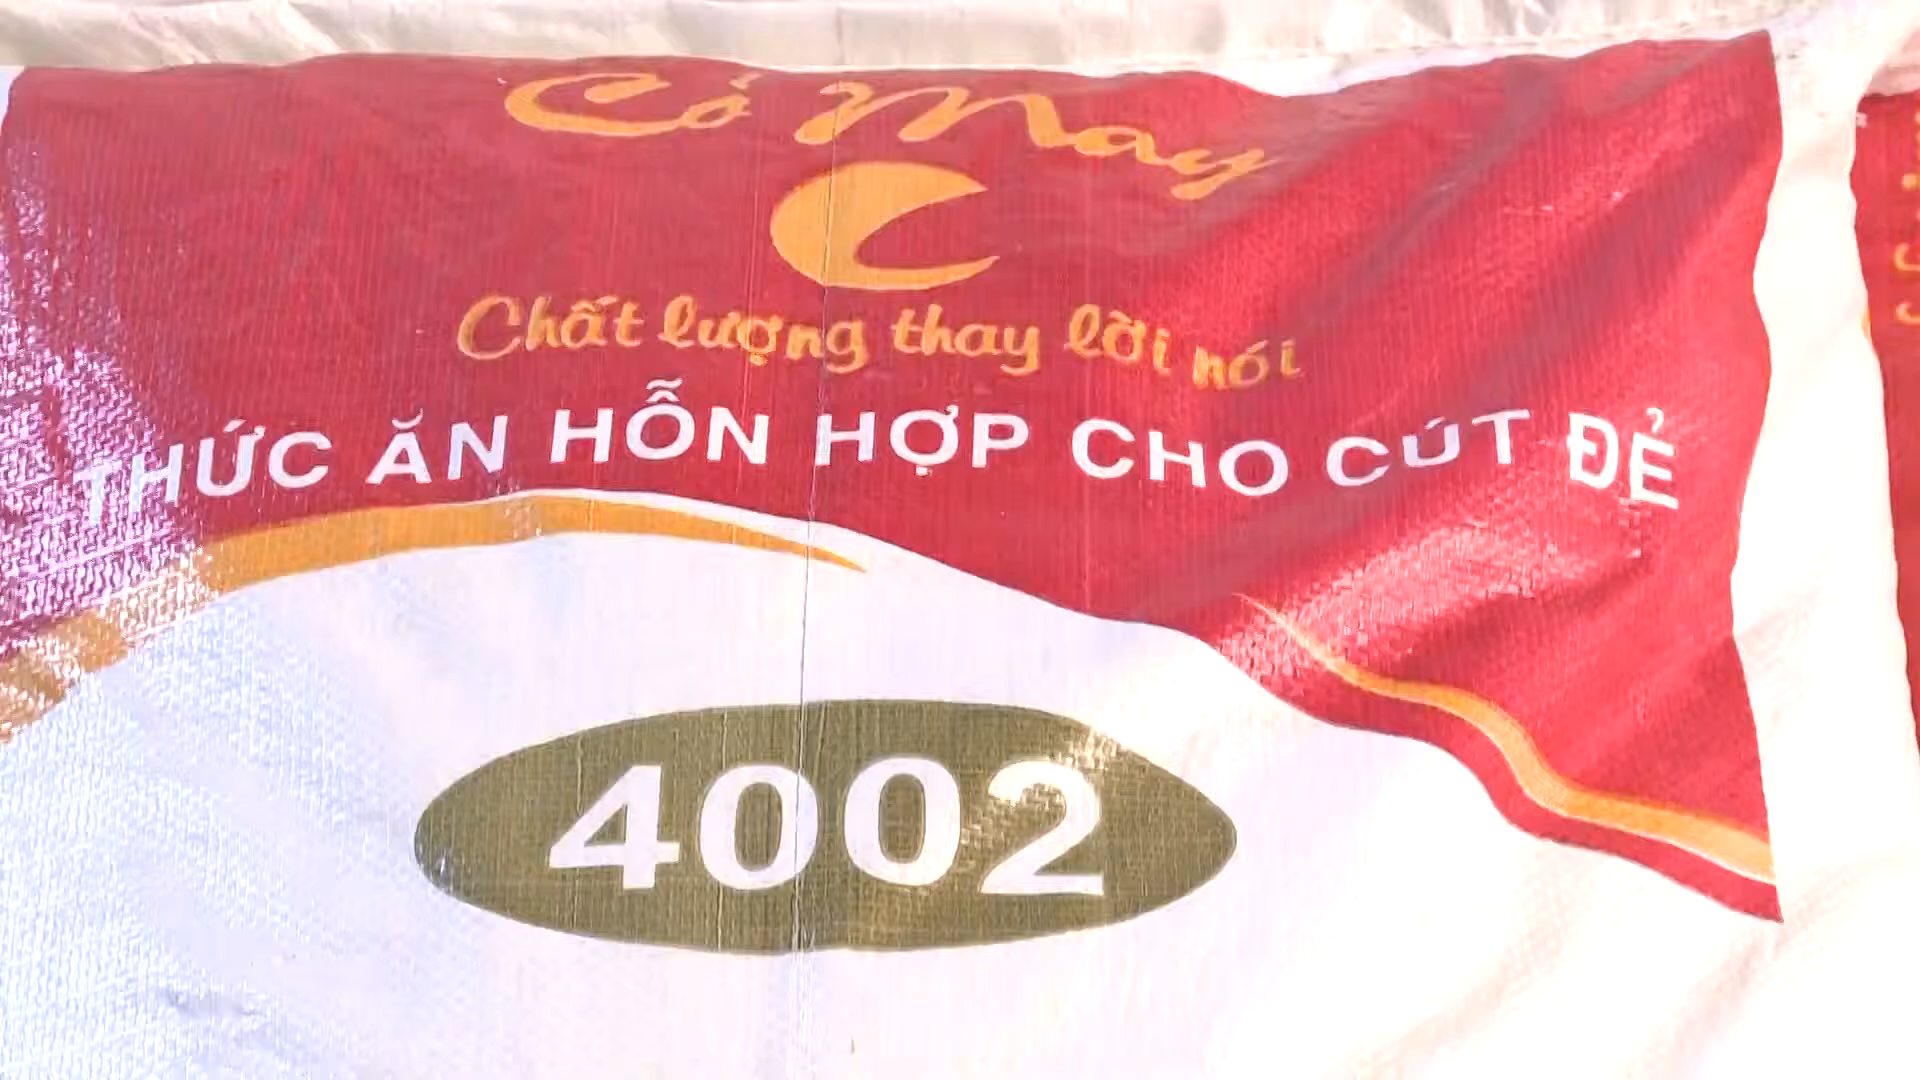 Cỏ May
Chất lượng thay lời nói
THỨC ĂN HỖN HỢP CHO CÚT ĐẺ
4002